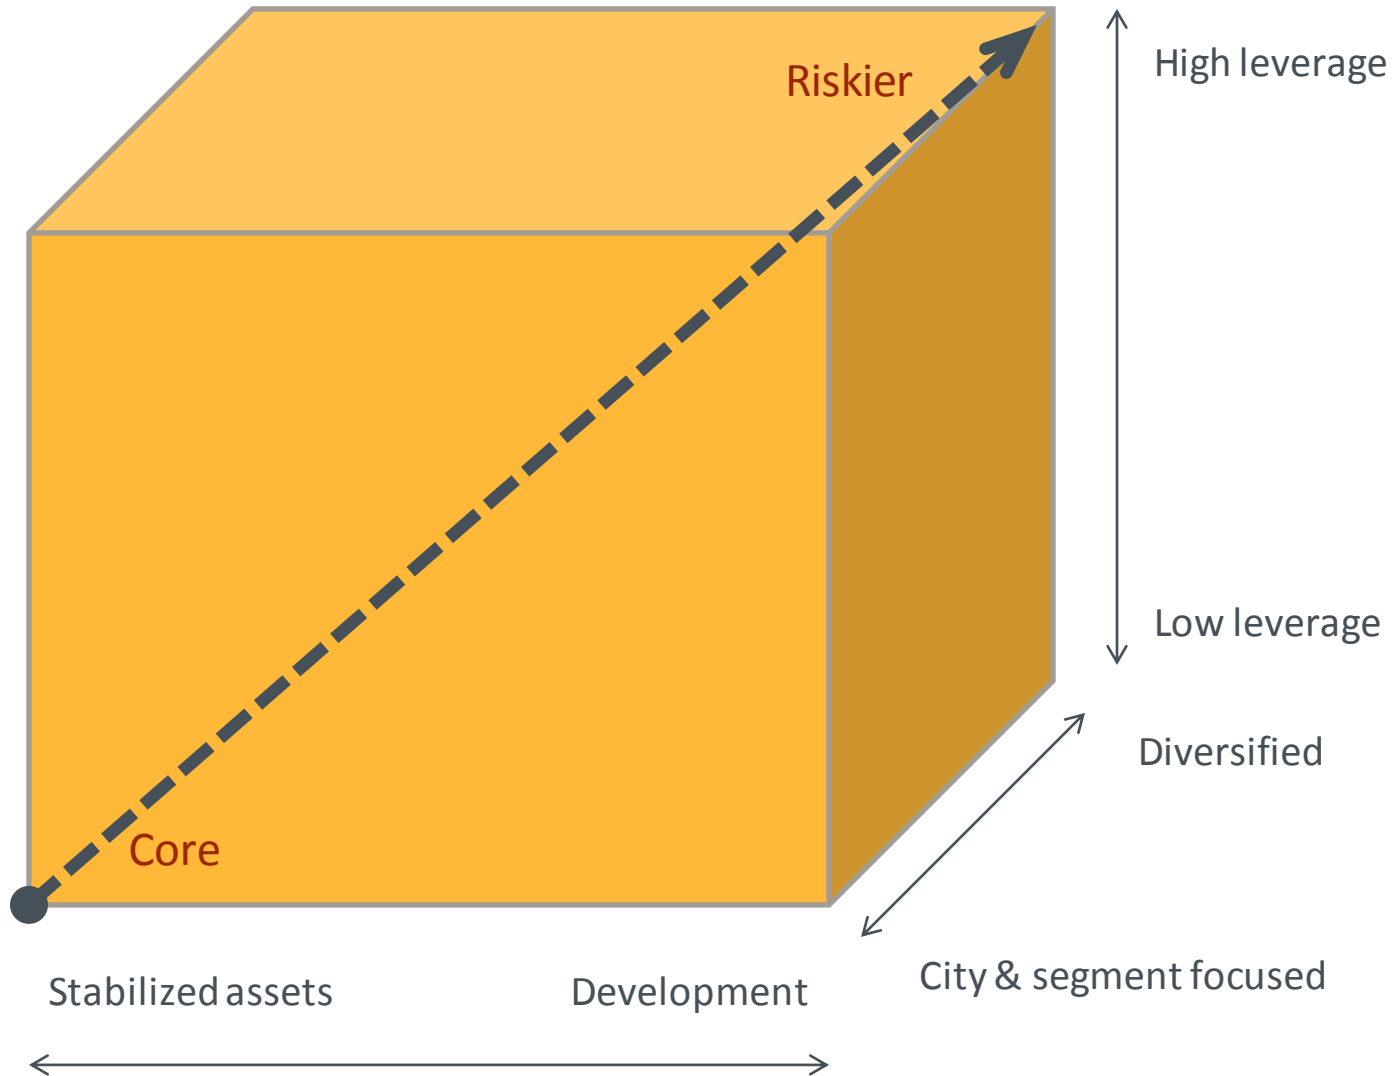 High leverage
Riskier
Low leverage
Diversified
Core
City & segment focused
Stabilized assets
Development